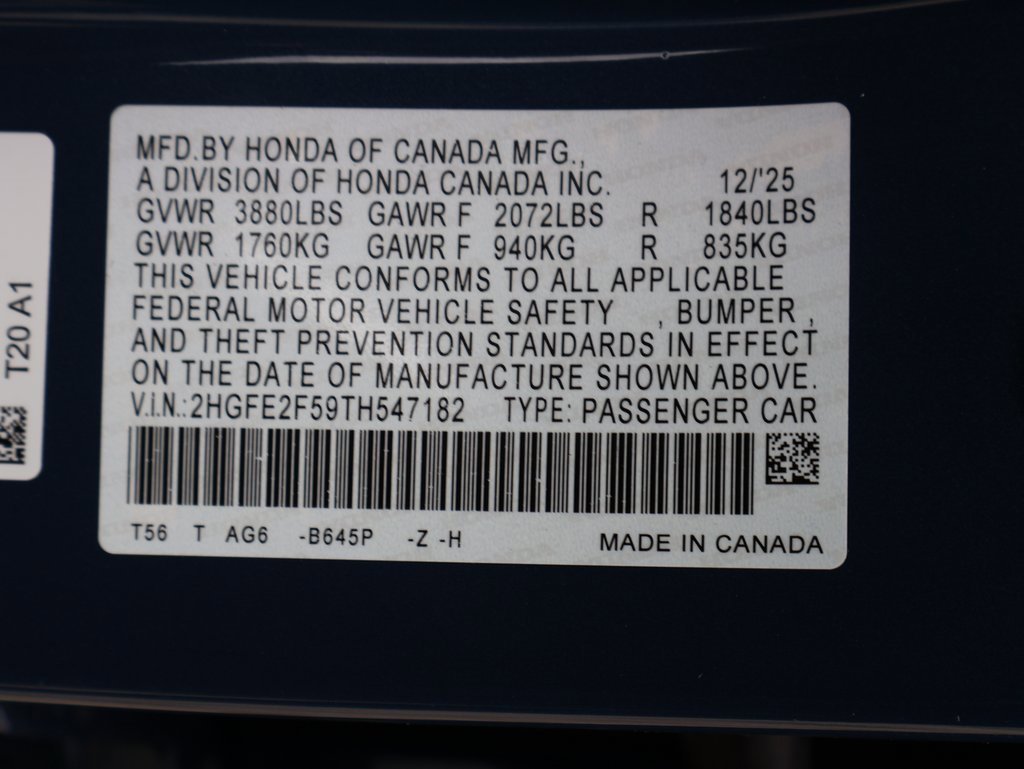 MFD.BY HONDA OF CANADA MFG.,
A DIVISION OF HONDA CANADA INC. 12/'25
GVWR 3880LBS GAWR F 2072LBS R 1840LBS
GVWR 1760KG GAWR F 940KG R 835KG
THIS VEHICLE CONFORMS TO ALL APPLICABLE
FEDERAL MOTOR VEHICLE SAFETY , BUMPER ,
AND THEFT PREVENTION STANDARDS IN EFFECT
ON THE DATE OF MANUFACTURE SHOWN ABOVE.
V.I.N.:2HGFE2F59TH547182 TYPE: PASSENGER CAR
T56 T AG6 -B645P -Z -H MADE IN CANADA
T20 A1